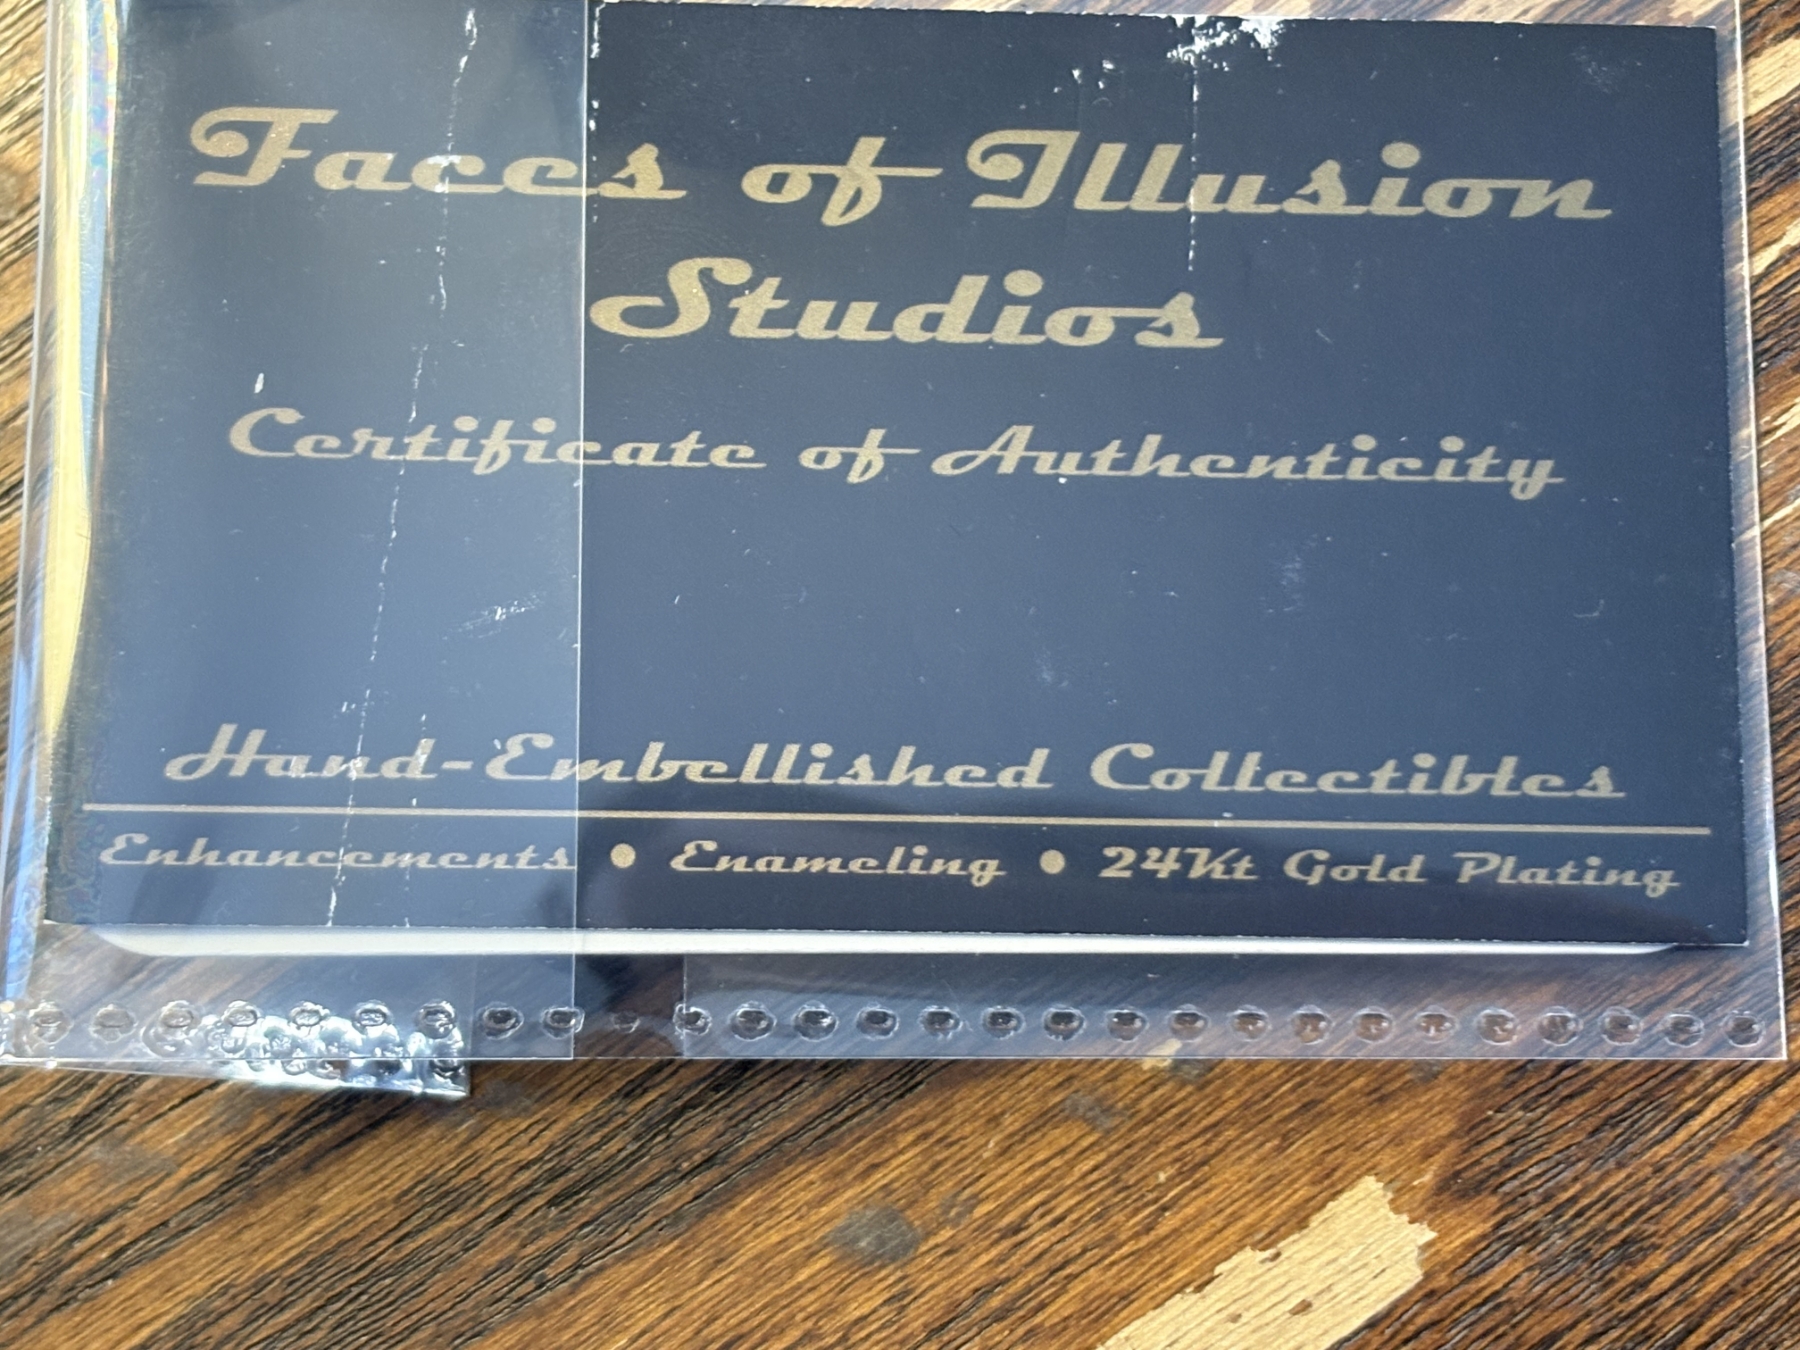 Faces of Illusion
Studios
Certificate of Authenticity
Hand-Embellished Collectibles
Enhancements • Enameling • 24Kt Gold Plating